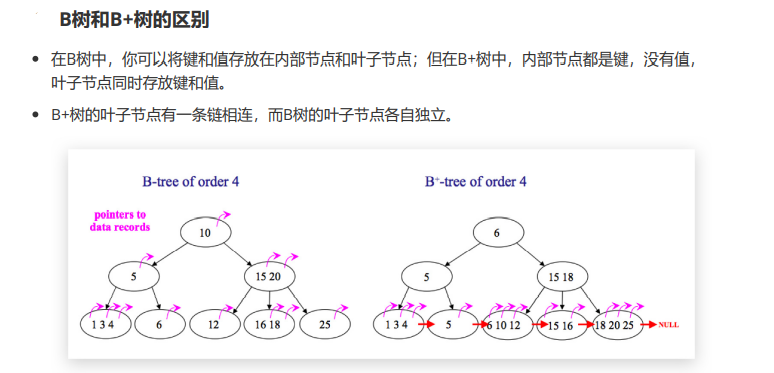 B树和B+树的区别
在B树中，你可以将键和值存放在内部节点和叶子节点；但在B+树中，内部节点都是键，没有值，
叶子节点同时存放键和值。
B+树的叶子节点有一条链相连，而B树的叶子节点各自独立。
B-tree of order 4
B+-tree of order 4
pointers to
data records
10
6
5
15 20
5
15 18
1 3 4
6
12
16 18
25
1 3 4
5
6 10 12
15 16
18 20 25
NULL